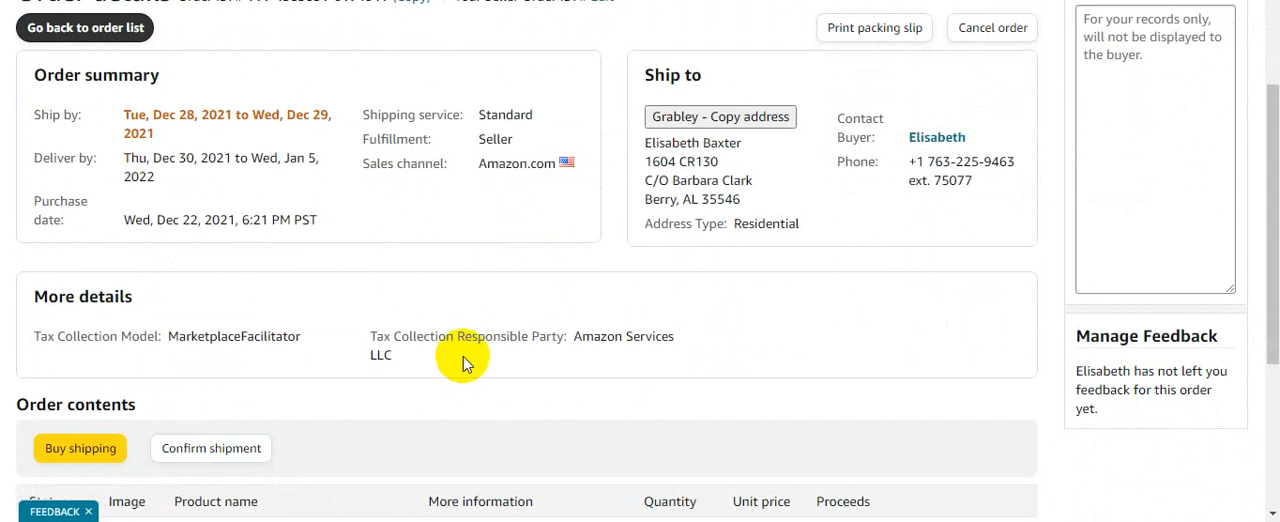 Go back to order list
Print packing slip
Cancel order
Order summary
Ship by:
Tue, Dec 28, 2021 to Wed, Dec 29,
2021
Deliver by:
Thu, Dec 30, 2021 to Wed, Jan 5,
2022
Purchase
date:
Wed, Dec 22, 2021, 6:21 PM PST
Shipping service:
Standard
Fulfillment:
Seller
Sales channel:
Amazon.com
Ship to
Grabley - Copy address
Elisabeth Baxter
1604 CR130
C/O Barbara Clark
Berry, AL 35546
Address Type: Residential
Contact
Buyer:
Elisabeth
Phone:
+1 763-225-9463
ext. 75077
More details
Tax Collection Model: MarketplaceFacilitator
Tax Collection Responsible Party: Amazon Services
LLC
Order contents
Buy shipping
Confirm shipment
Image
Product name
More information
Quantity
Unit price
Proceeds
FEEDBACK ×
For your records only,
will not be displayed to
the buyer.
Manage Feedback
Elisabeth has not left you
feedback for this order
yet.